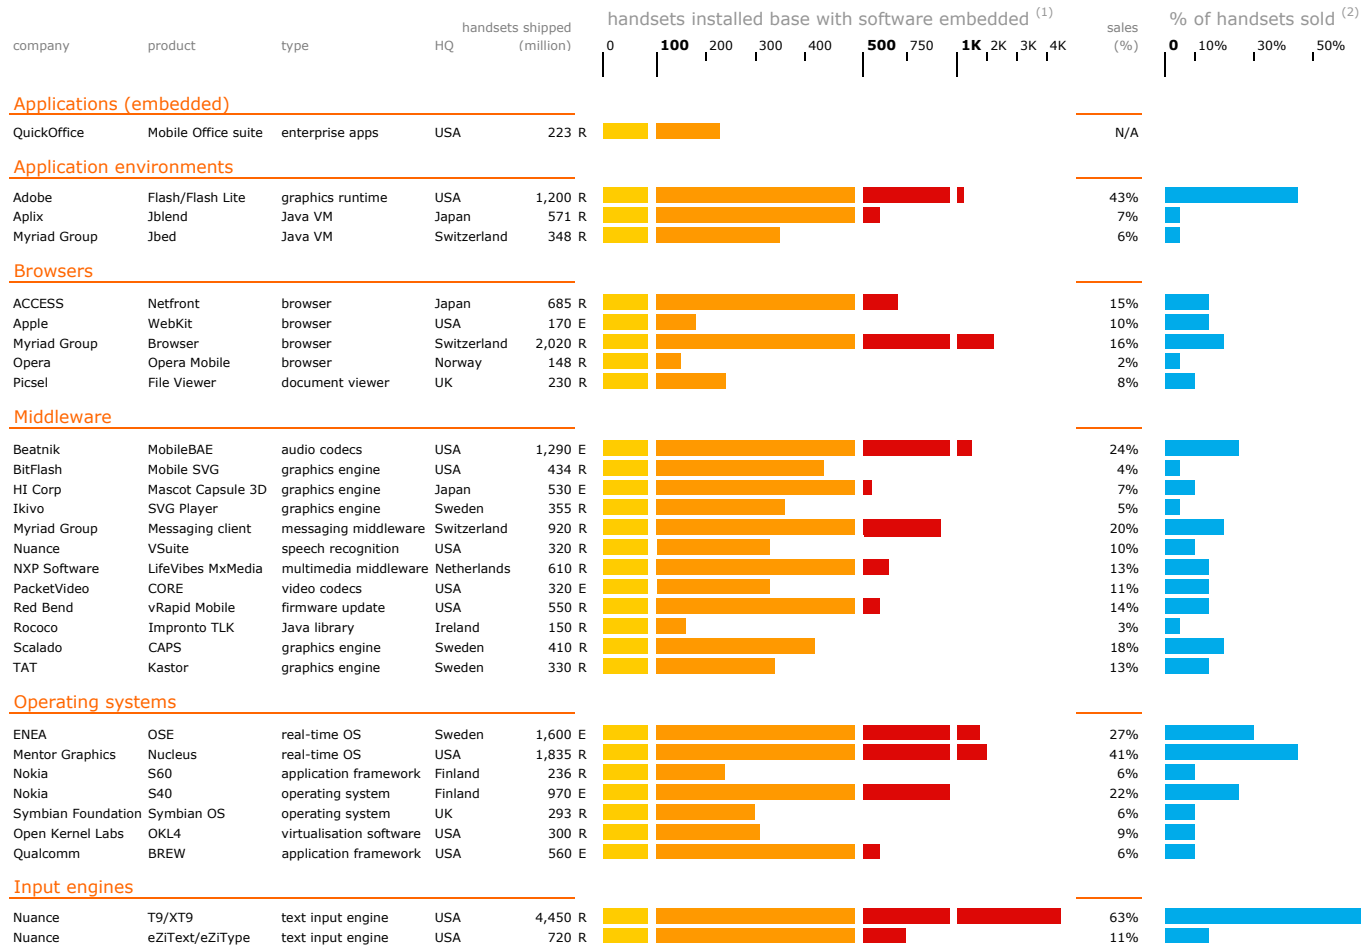 handsets shipped handsets installed base with software embedded (1) sales % of handsets sold (2)
company product type HQ (million) 0 100 200 300 400 500 750 1K 2K 3K 4K (%) 0 10% 30% 50%
Applications (embedded)
QuickOffice Mobile Office suite enterprise apps USA 223 R N/A
Application environments
Adobe Flash/Flash Lite graphics runtime USA 1,200 R 43%
Aplix Jblend Java VM Japan 571 R 7%
Myriad Group Jbed Java VM Switzerland 348 R 6%
Browsers
ACCESS Netfront browser Japan 685 R 15%
Apple WebKit browser USA 170 E 10%
Myriad Group Browser browser Switzerland 2,020 R 16%
Opera Opera Mobile browser Norway 148 R 2%
Picsel File Viewer document viewer UK 230 R 8%
Middleware
Beatnik MobileBAE audio codecs USA 1,290 E 24%
BitFlash Mobile SVG graphics engine USA 434 R 4%
HI Corp Mascot Capsule 3D graphics engine Japan 530 E 7%
Ikivo SVG Player graphics engine Sweden 355 R 5%
Myriad Group Messaging client messaging middleware Switzerland 920 R 20%
Nuance VSuite speech recognition USA 320 R 10%
NXP Software LifeVibes MxMedia multimedia middleware Netherlands 610 R 13%
PacketVideo CORE video codecs USA 320 E 11%
Red Bend vRapid Mobile firmware update USA 550 R 14%
Rococo Impronto TLK Java library Ireland 150 R 3%
Scalado CAPS graphics engine Sweden 410 R 18%
TAT Kastor graphics engine Sweden 330 R 13%
Operating systems
ENEA OSE real-time OS Sweden 1,600 E 27%
Mentor Graphics Nucleus real-time OS USA 1,835 R 41%
Nokia S60 application framework Finland 236 R 6%
Nokia S40 operating system Finland 970 E 22%
Symbian Foundation Symbian OS operating system UK 293 R 6%
Open Kernel Labs OKL4 virtualisation software USA 300 R 9%
Qualcomm BREW application framework USA 560 E 6%
Input engines
Nuance T9/XT9 text input engine USA 4,450 R 63%
Nuance eZiText/eZiType text input engine USA 720 R 11%